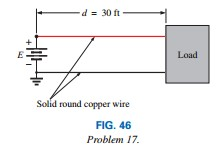 d = 30 ft
+
E
−
Load
Solid round copper wire
FIG. 46
Problem 17.